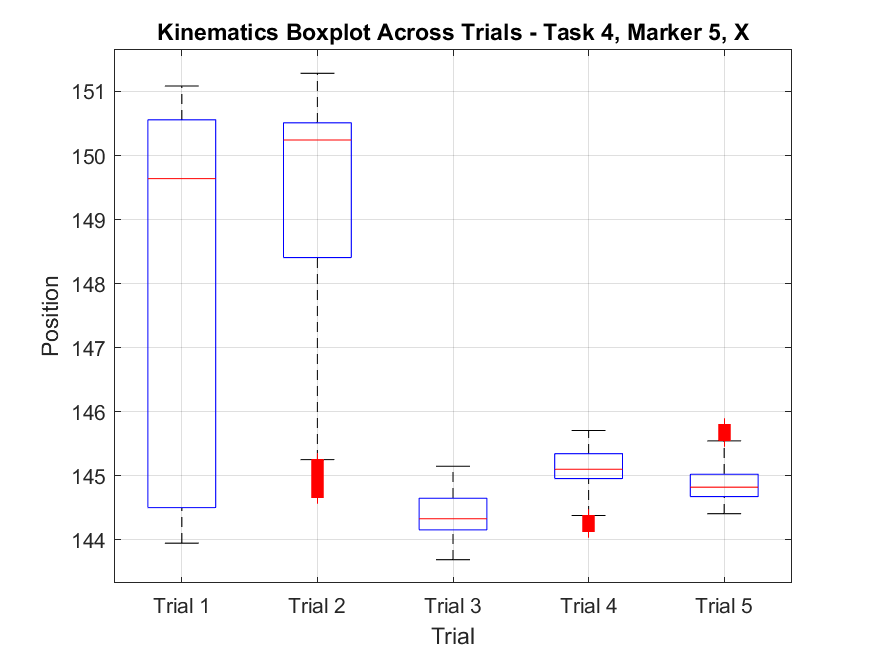 Kinematics Boxplot Across Trials - Task 4, Marker 5, X
151
150
149
148
147
146
145
144
Position
Trial 1 Trial 2 Trial 3 Trial 4 Trial 5
Trial